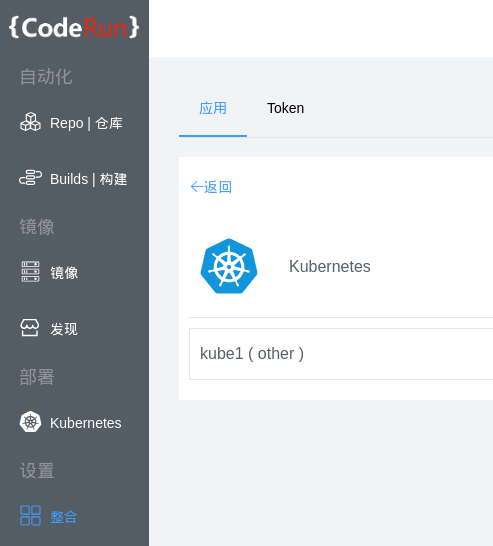 {CodeRun}
自动化
Repo | 仓库
Builds | 构建
镜像
镜像
发现
部署
Kubernetes
设置
整合
应用 Token
←返回
Kubernetes
kube1 ( other )